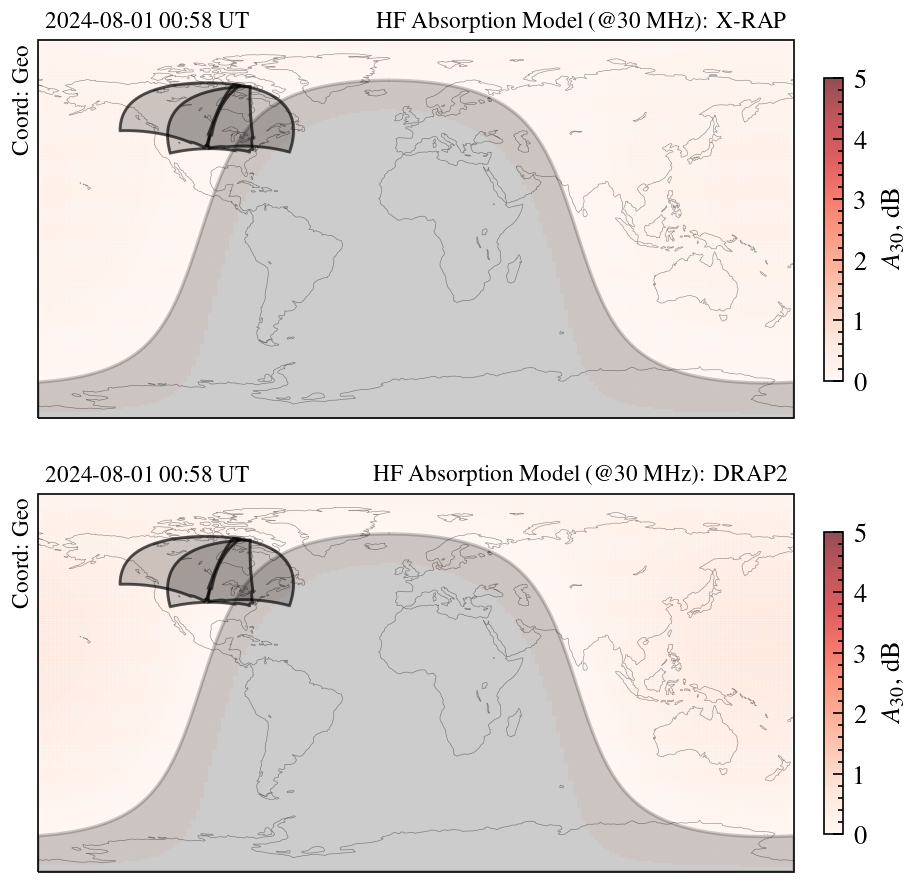 2024-08-01 00:58 UT HF Absorption Model (@30 MHz): X-RAP
Coord: Geo
5
4
3
2
1
0
A30, dB
2024-08-01 00:58 UT HF Absorption Model (@30 MHz): DRAP2
Coord: Geo
5
4
3
2
1
0
A30, dB